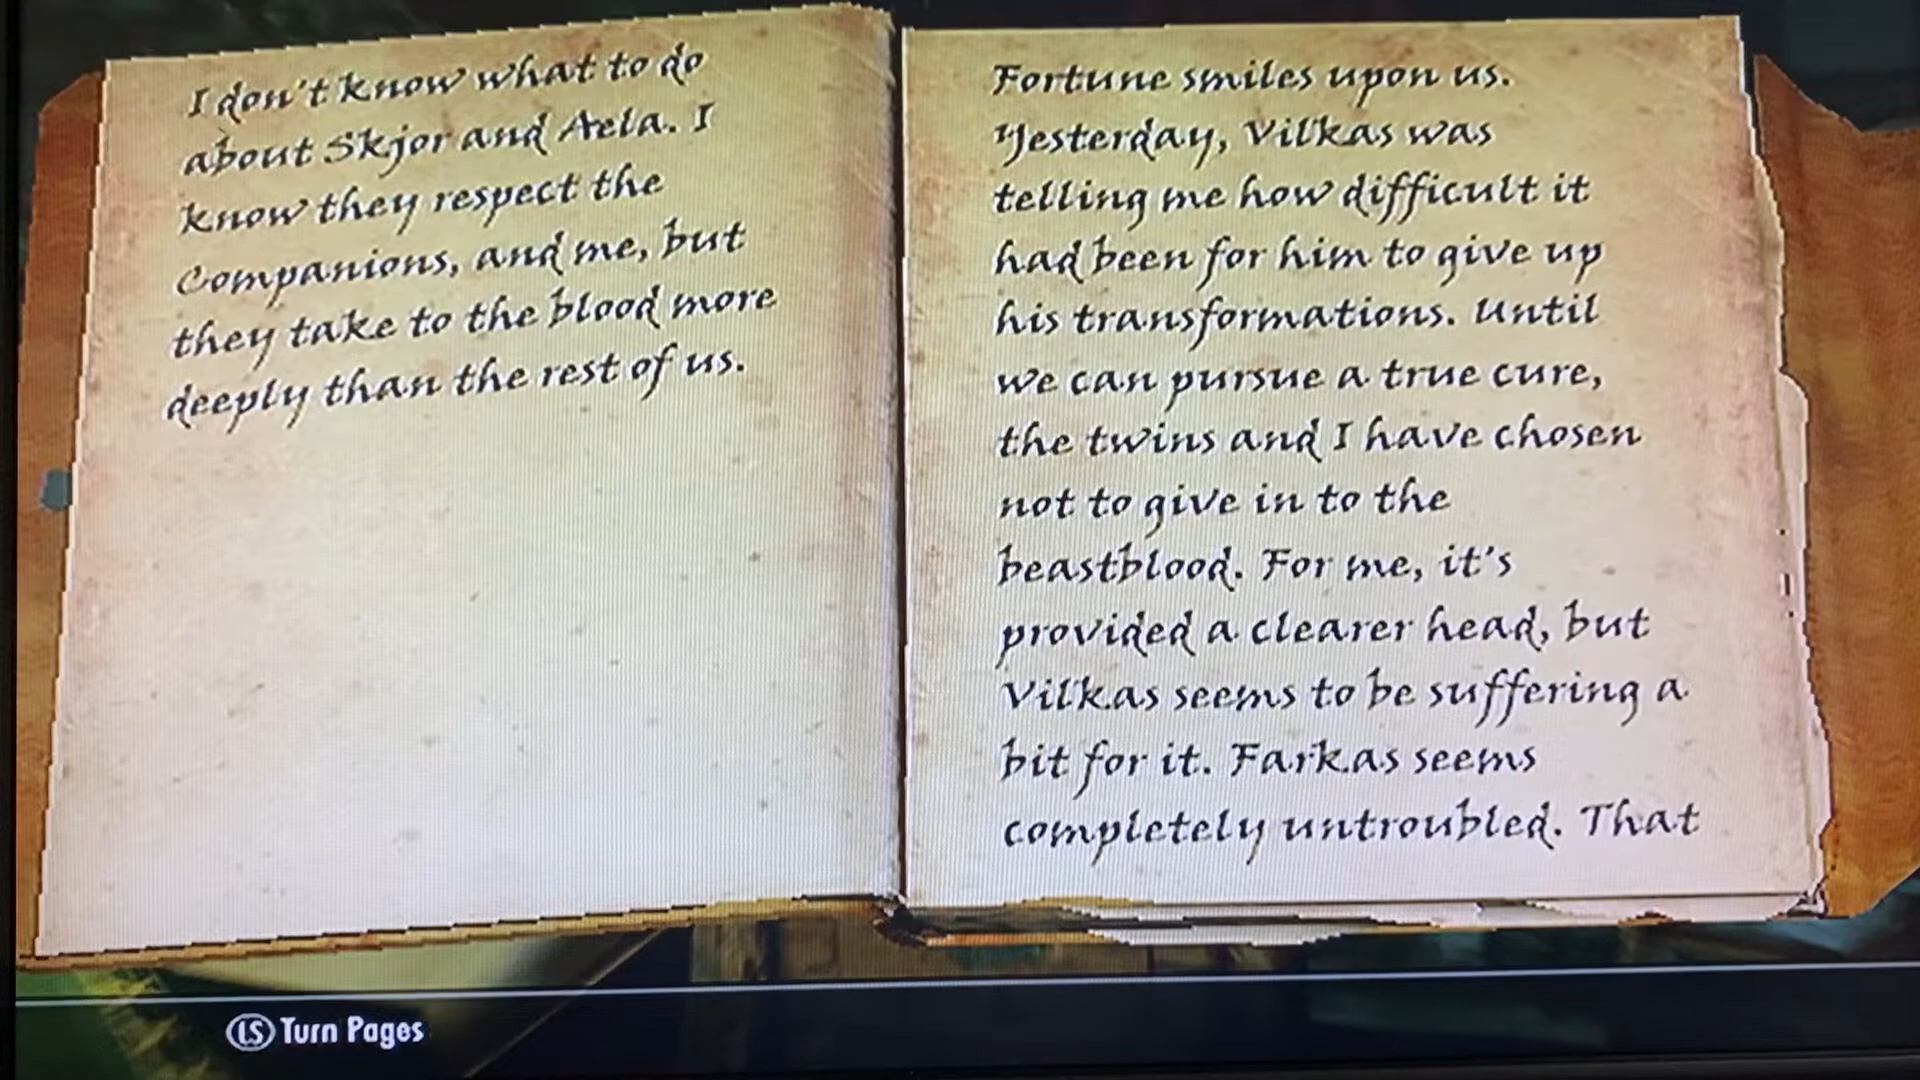 I don't know what to do
about Skjor and Aela. I
know they respect the
Companions, and me, but
they take to the blood more
deeply than the rest of us.
Fortune smiles upon us.
Yesterday, Vilkas was
telling me how difficult it
had been for him to give up
his transformations. Until
we can pursue a true cure,
the twins and I have chosen
not to give in to the
beastblood. For me, it's
provided a clearer head, but
Vilkas seems to be suffering a
bit for it. Farkas seems
completely untroubled. That
LS Turn Pages